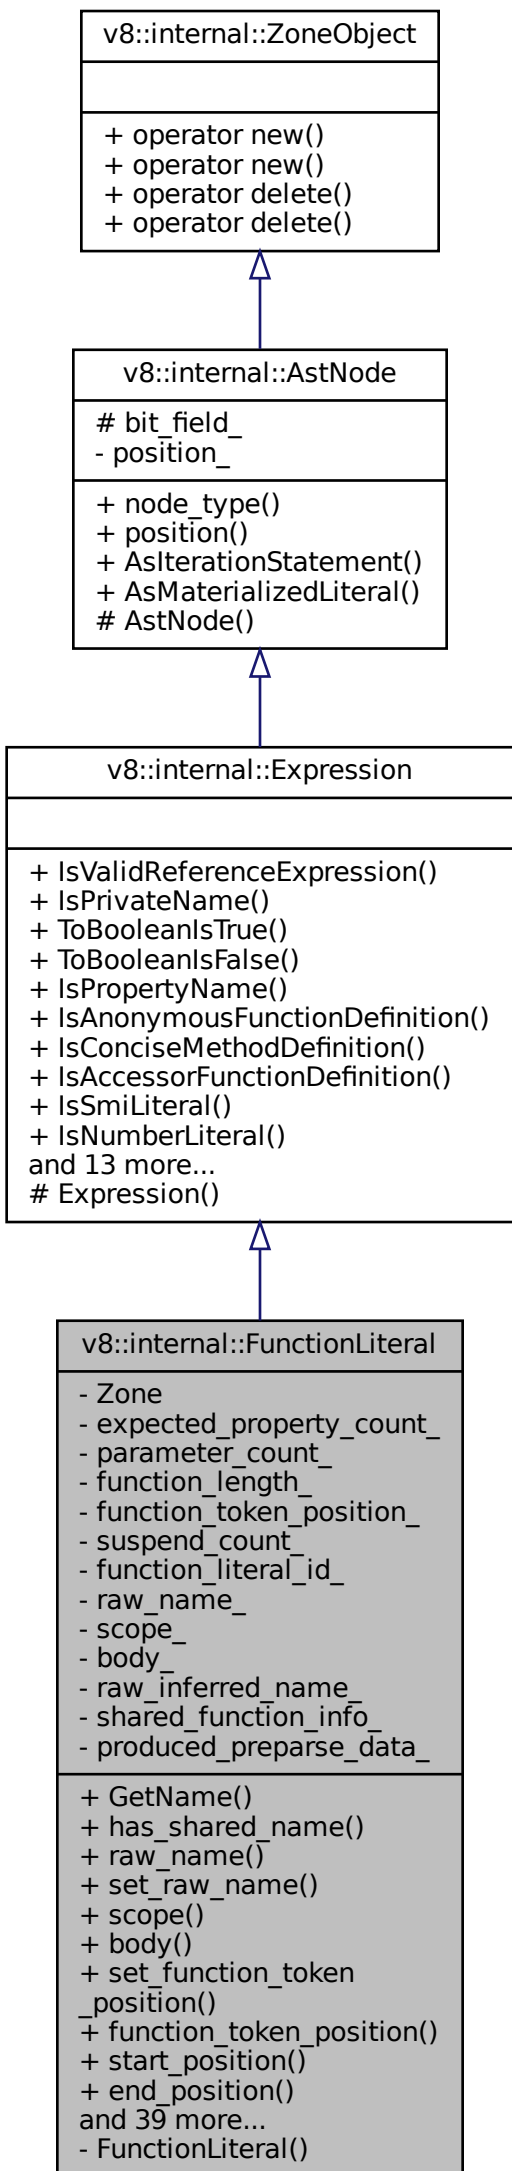 v8::internal::ZoneObject
+ operator new()
+ operator new()
+ operator delete()
+ operator delete()
v8::internal::AstNode
# bit_field_
- position_
+ node_type()
+ position()
+ AsIterationStatement()
+ AsMaterializedLiteral()
# AstNode()
v8::internal::Expression
+ IsValidReferenceExpression()
+ IsPrivateName()
+ ToBooleanIsTrue()
+ ToBooleanIsFalse()
+ IsPropertyName()
+ IsAnonymousFunctionDefinition()
+ IsConciseMethodDefinition()
+ IsAccessorFunctionDefinition()
+ IsSmiLiteral()
+ IsNumberLiteral()
and 13 more...
# Expression()
v8::internal::FunctionLiteral
- Zone
- expected_property_count_
- parameter_count_
- function_length_
- function_token_position_
- suspend_count_
- function_literal_id_
- raw_name_
- scope_
- body_
- raw_inferred_name_
- shared_function_info_
- produced_preparse_data_
+ GetName()
+ has_shared_name()
+ raw_name()
+ set_raw_name()
+ scope()
+ body()
+ set_function_token
_position()
+ function_token_position()
+ start_position()
+ end_position()
and 39 more...
- FunctionLiteral()